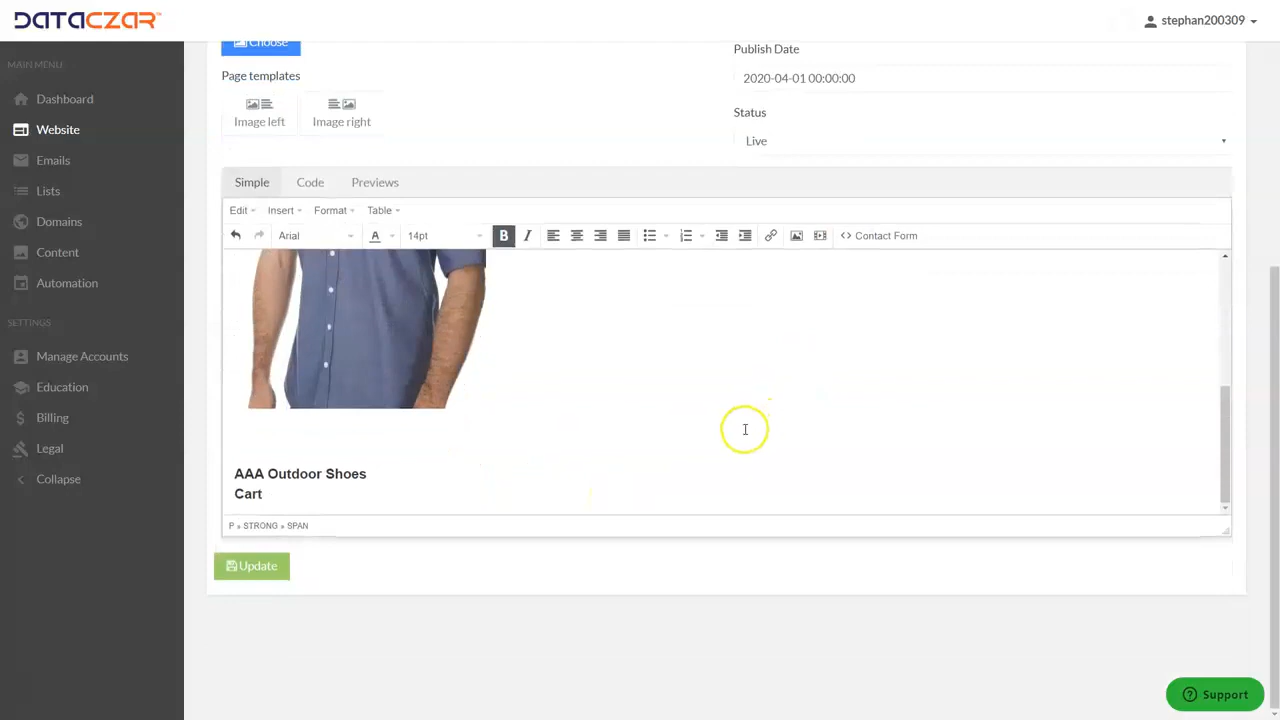 DATACZAR
stephan200309
MAIN MENU
Dashboard
Website
Emails
Lists
Domains
Content
Automation
SETTINGS
Manage Accounts
Education
Billing
Legal
Collapse
Choose
Page templates
Image left
Image right
Publish Date
2020-04-01 00:00:00
Status
Live
Simple Code Previews
Edit Insert Format Table
Arial A 14pt B I Contact Form
AAA Outdoor Shoes
Cart
P » STRONG » SPAN
Update
Support